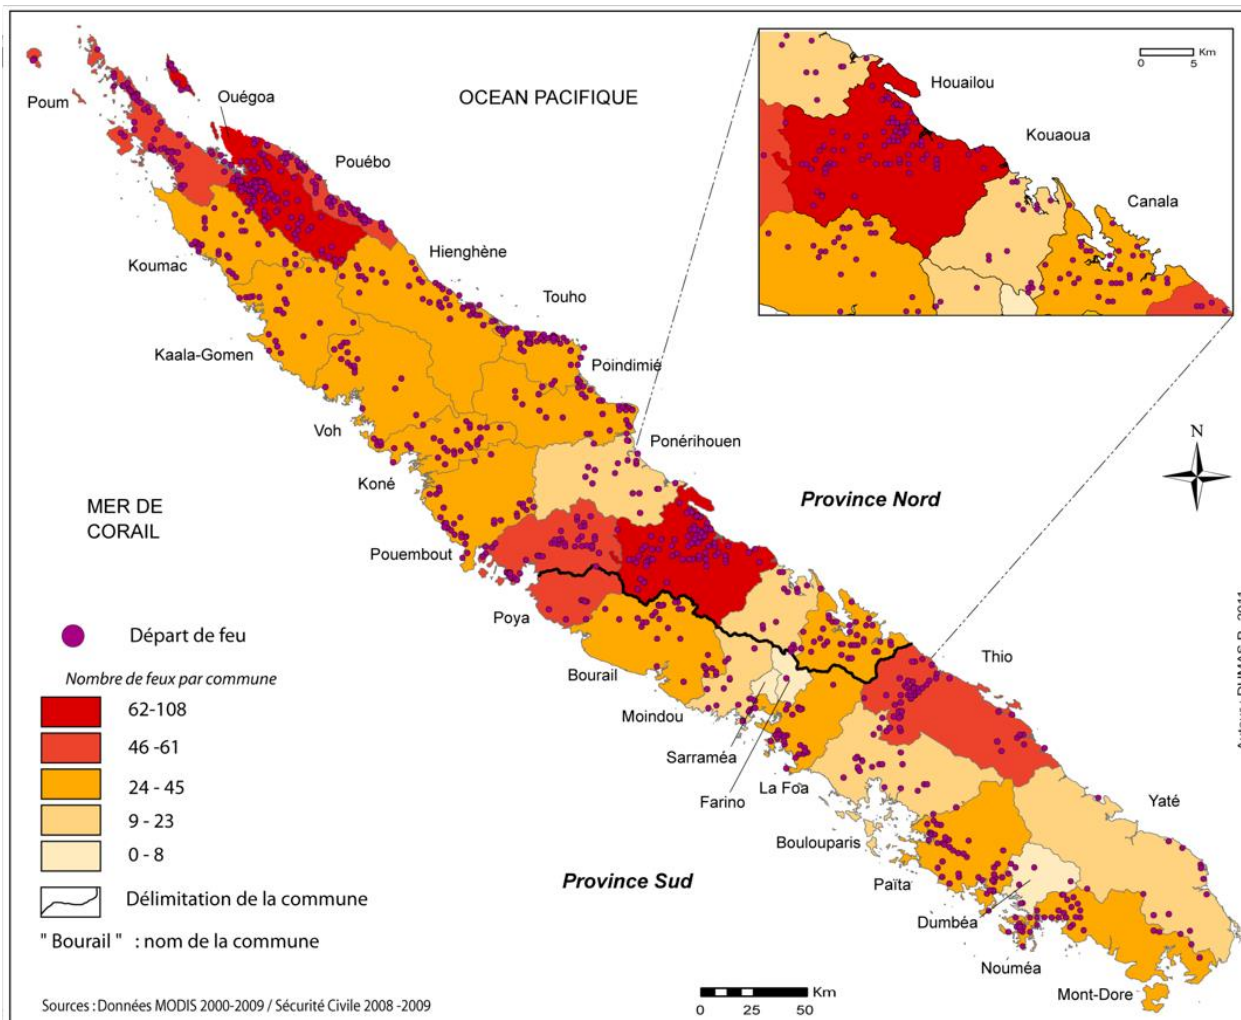 OCEAN PACIFIQUE
Km
0 5
Houailou
Kouaoua
Canala
Poum
Ouégoa
Pouébo
Hienghène
Koumac
Touho
Kaala-Gomen
Poindimié
Voh
Ponérihouen
Koné
N
MER DE
CORAIL
Province Nord
Pouembout
Poya
Thio
Bourail
Moindou
Sarraméa
Farino
La Foa
Yaté
Boulouparis
Province Sud
Païta
Dumbéa
Nouméa
Mont-Dore
Départ de feu
Nombre de feux par commune
62-108
46 -61
24 - 45
9 - 23
0 - 8
Délimitation de la commune
" Bourail " : nom de la commune
Km
0 25 50
Sources : Données MODIS 2000-2009 / Sécurité Civile 2008 -2009